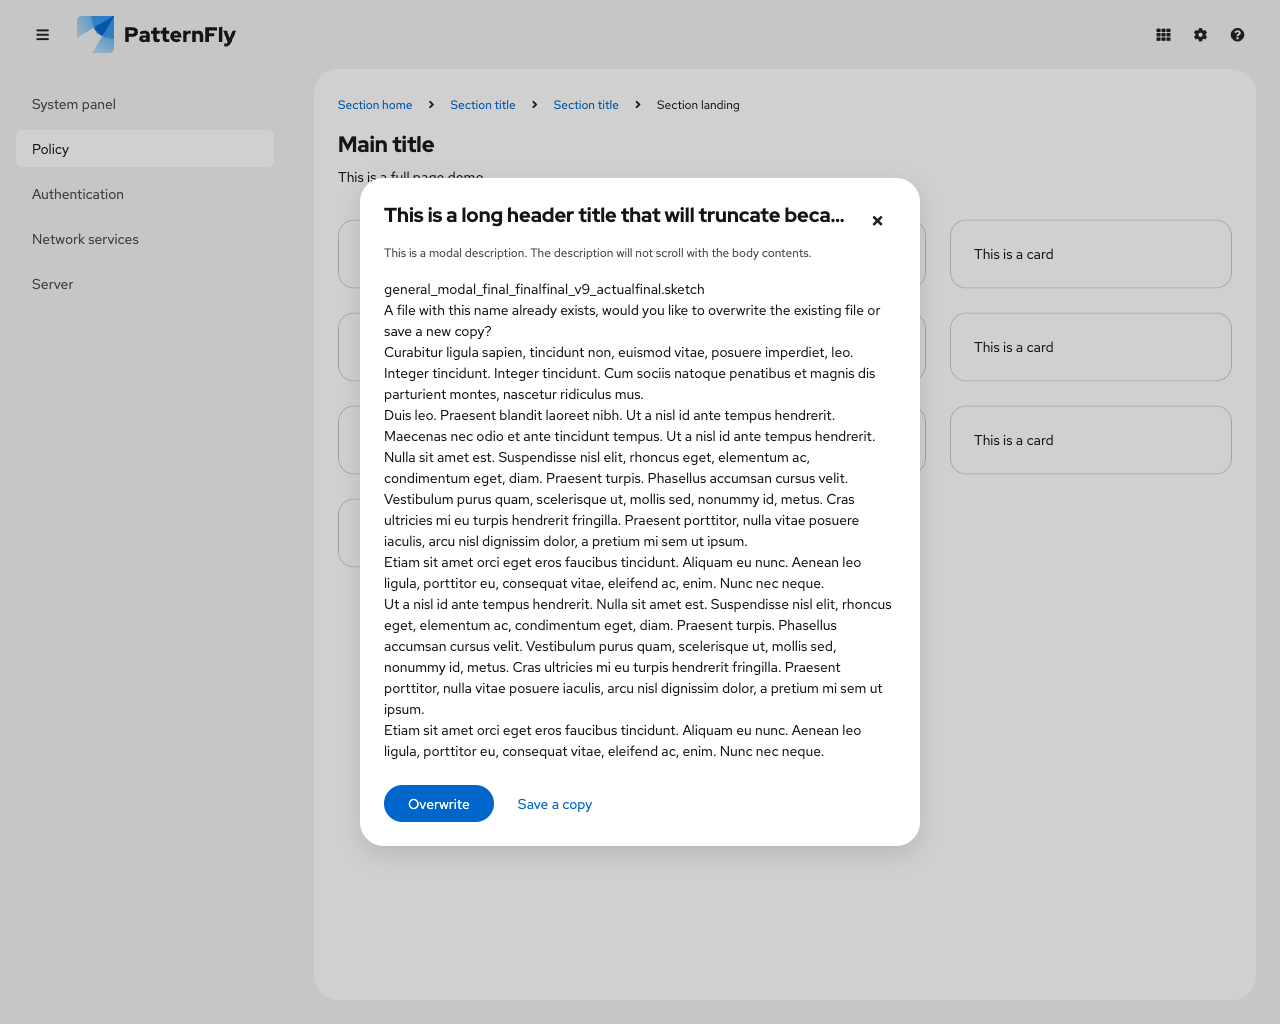 PatternFly
System panel
Policy
Authentication
Network services
Server
Section home
Section title
Section title
Section landing
Main title
This is a full page demo
This is a long header title that will truncate beca...
This is a modal description. The description will not scroll with the body contents.
general_modal_final_finalfinal_v9_actualfinal.sketch
A file with this name already exists, would you like to overwrite the existing file or
save a new copy?
Curabitur ligula sapien, tincidunt non, euismod vitae, posuere imperdiet, leo.
Integer tincidunt. Integer tincidunt. Cum sociis natoque penatibus et magnis dis
parturient montes, nascetur ridiculus mus.
Duis leo. Praesent blandit laoreet nibh. Ut a nisl id ante tempus hendrerit.
Maecenas nec odio et ante tincidunt tempus. Ut a nisl id ante tempus hendrerit.
Nulla sit amet est. Suspendisse nisl elit, rhoncus eget, elementum ac,
condimentum eget, diam. Praesent turpis. Phasellus accumsan cursus velit.
Vestibulum purus quam, scelerisque ut, mollis sed, nonummy id, metus. Cras
ultricies mi eu turpis hendrerit fringilla. Praesent porttitor, nulla vitae posuere
iaculis, arcu nisl dignissim dolor, a pretium mi sem ut ipsum.
Etiam sit amet orci eget eros faucibus tincidunt. Aliquam eu nunc. Aenean leo
ligula, porttitor eu, consequat vitae, eleifend ac, enim. Nunc nec neque.
Ut a nisl id ante tempus hendrerit. Nulla sit amet est. Suspendisse nisl elit, rhoncus
eget, elementum ac, condimentum eget, diam. Praesent turpis. Phasellus
accumsan cursus velit. Vestibulum purus quam, scelerisque ut, mollis sed,
nonummy id, metus. Cras ultricies mi eu turpis hendrerit fringilla. Praesent
porttitor, nulla vitae posuere iaculis, arcu nisl dignissim dolor, a pretium mi sem ut
ipsum.
Etiam sit amet orci eget eros faucibus tincidunt. Aliquam eu nunc. Aenean leo
ligula, porttitor eu, consequat vitae, eleifend ac, enim. Nunc nec neque.
Overwrite
Save a copy
This is a card
This is a card
This is a card